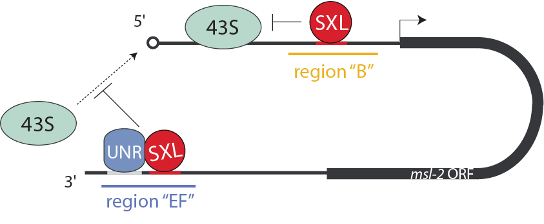 5'
43S
SXL
region "B"
43S
UNR
SXL
3'
msl-2 ORF
region "EF"